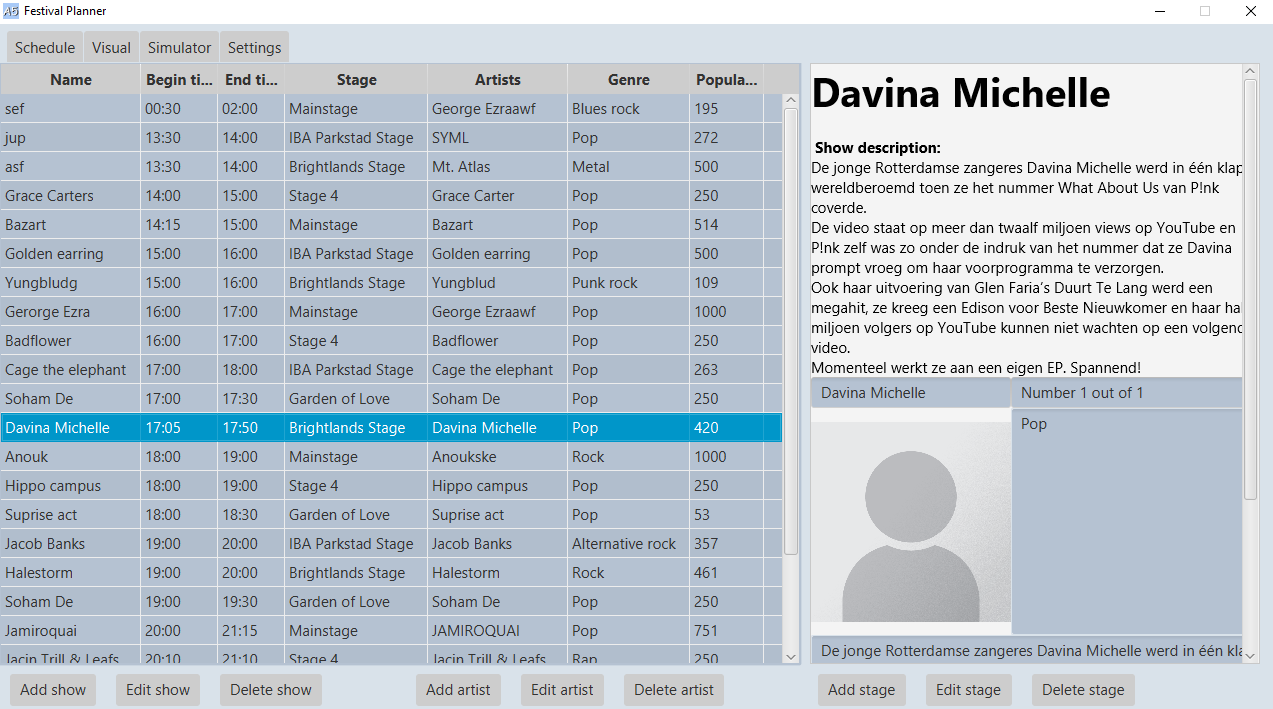 A5 Festival Planner
Schedule Visual Simulator Settings
Name Begin ti... End ti... Stage Artists Genre Popula...
sef 00:30 02:00 Mainstage George Ezraawf Blues rock 195
jup 13:30 14:00 IBA Parkstad Stage SYML Pop 272
asf 13:30 14:00 Brightlands Stage Mt. Atlas Metal 500
Grace Carters 14:00 15:00 Stage 4 Grace Carter Pop 250
Bazart 14:15 15:00 Mainstage Bazart Pop 514
Golden earring 15:00 16:00 IBA Parkstad Stage Golden earring Pop 500
Yungbludg 15:00 16:00 Brightlands Stage Yungblud Punk rock 109
Gerorge Ezra 16:00 17:00 Mainstage George Ezraawf Pop 1000
Badflower 16:00 17:00 Stage 4 Badflower Pop 250
Cage the elephant 17:00 18:00 IBA Parkstad Stage Cage the elephant Pop 263
Soham De 17:00 17:30 Garden of Love Soham De Pop 250
Davina Michelle 17:05 17:50 Brightlands Stage Davina Michelle Pop 420
Anouk 18:00 19:00 Mainstage Anoukske Rock 1000
Hippo campus 18:00 19:00 Stage 4 Hippo campus Pop 250
Suprise act 18:00 18:30 Garden of Love Suprise act Pop 53
Jacob Banks 19:00 20:00 IBA Parkstad Stage Jacob Banks Alternative rock 357
Halestorm 19:00 20:00 Brightlands Stage Halestorm Rock 461
Soham De 19:00 19:30 Garden of Love Soham De Pop 250
Jamiroquai 20:00 21:15 Mainstage JAMIROQUAI Pop 751
Jacin Trill & Leafs 20:10 21:10 Stage 4 Jacin Trill & Leafs Rap 250
Davina Michelle
Show description:
De jonge Rotterdamse zangeres Davina Michelle werd in één klap
wereldberoemd toen ze het nummer What About Us van P!nk
coverde.
De video staat op meer dan twaalf miljoen views op YouTube en
P!nk zelf was zo onder de indruk van het nummer dat ze Davina
prompt vroeg om haar voorprogramma te verzorgen.
Ook haar uitvoering van Glen Faria’s Duurt Te Lang werd een
megahit, ze kreeg een Edison voor Beste Nieuwkomer en haar hal
miljoen volgers op YouTube kunnen niet wachten op een volgend
video.
Momenteel werkt ze aan een eigen EP. Spannend!
Davina Michelle Number 1 out of 1
Pop
De jonge Rotterdamse zangeres Davina Michelle werd in één kla
Add show Edit show Delete show Add artist Edit artist Delete artist Add stage Edit stage Delete stage